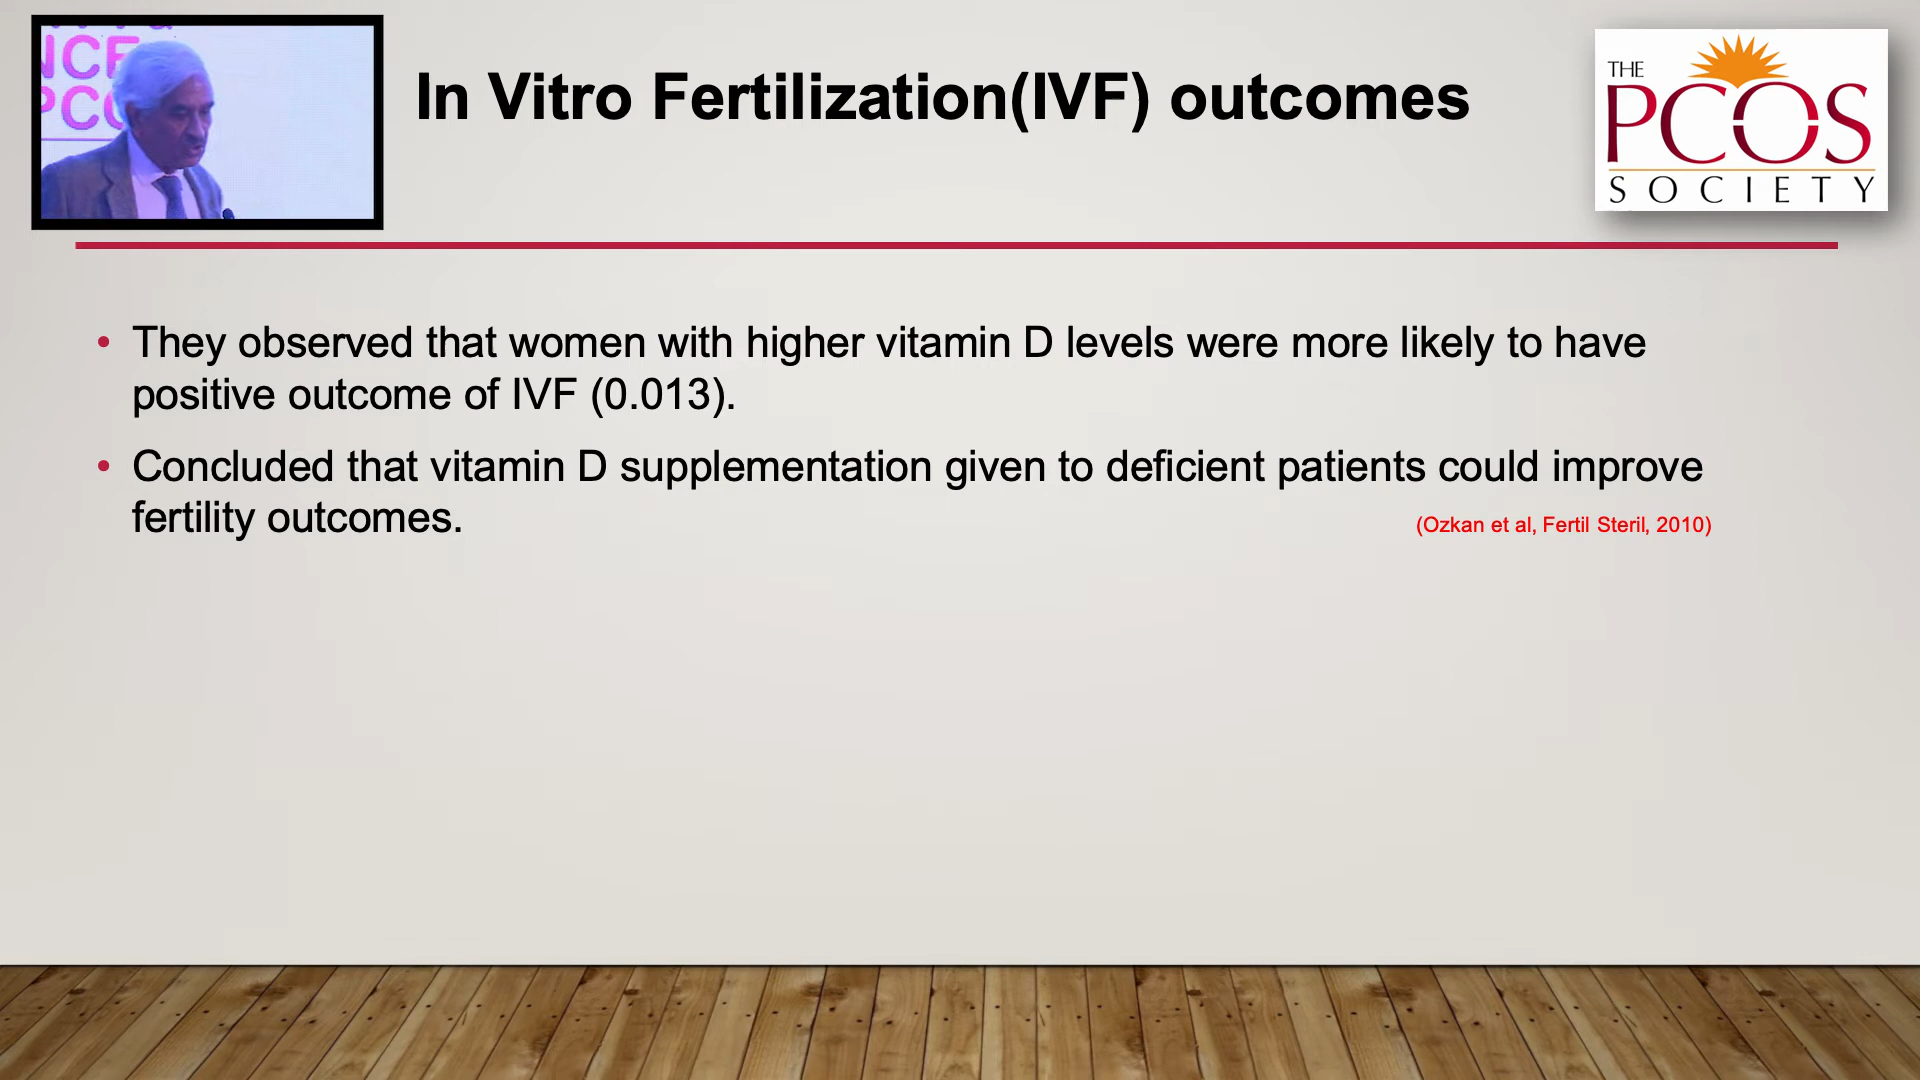 In Vitro Fertilization(IVF) outcomes
THE
PCOS
SOCIETY
• They observed that women with higher vitamin D levels were more likely to have
positive outcome of IVF (0.013).
• Concluded that vitamin D supplementation given to deficient patients could improve
fertility outcomes.
(Ozkan et al, Fertil Steril, 2010)